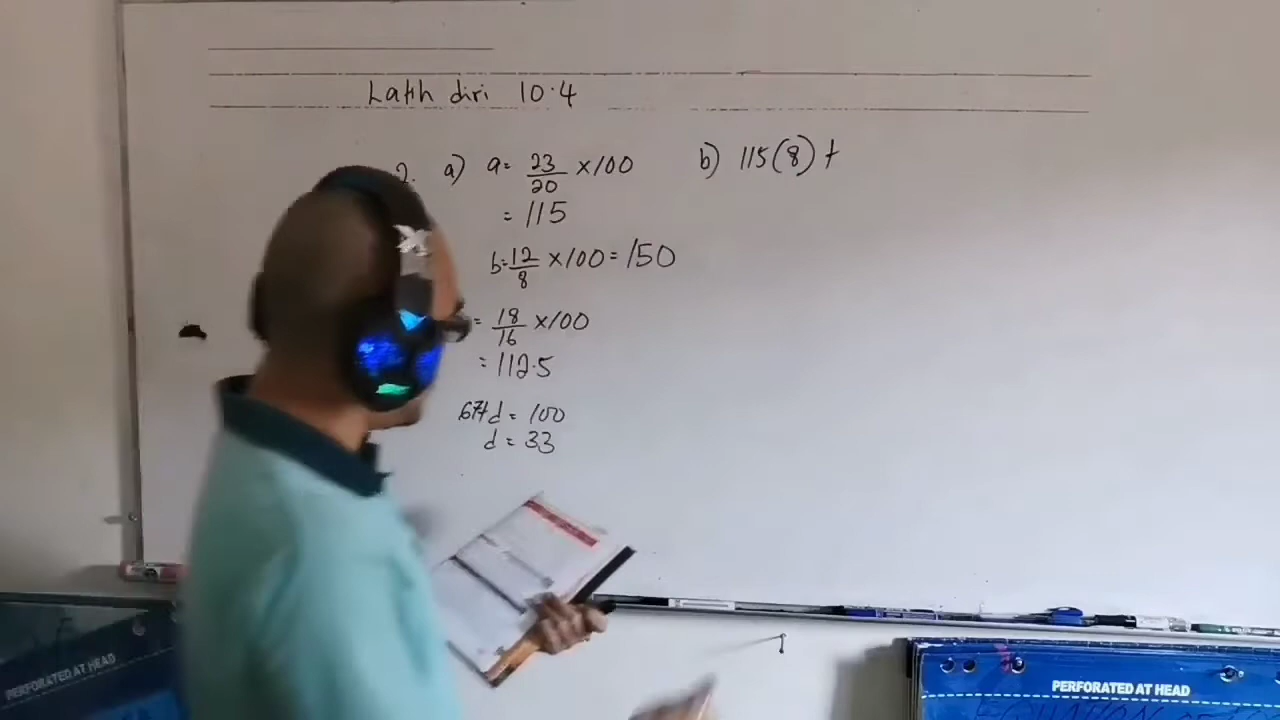 Latih diri 10.4
2. a) a = 23/20 × 100
= 115
b = 12/8 × 100 = 150
= 18/16 × 100
= 112.5
67+d = 100
d = 33
b) 115(8) +
PERFORATED AT HEAD
PERFORATED AT HEAD